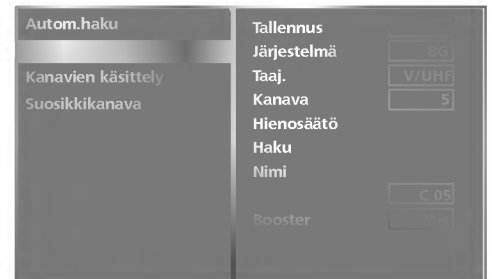 Autom.haku
Kanavien käsittely
Suosikkikanava
Tallennus
Järjestelmä BG
Taaj. V/UHF
Kanava 5
Hienosäätö
Haku
Nimi
C 05
Booster